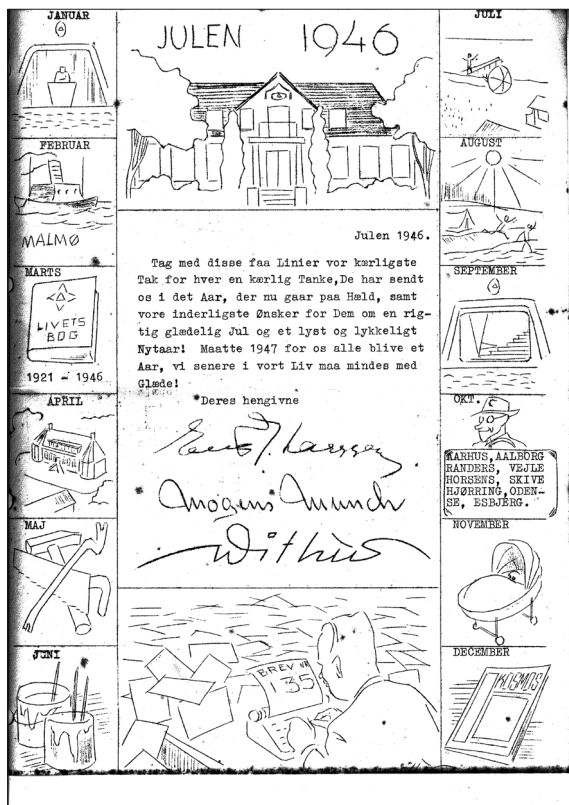 JULEN 1946
JANUAR
FEBRUAR
MALMØ
MARTS
LIVETS
BOG
1921 - 1946
APRIL
MAJ
JUNI
Julen 1946.
Tag med disse faa Linier vor kærligste
Tak for hver en kærlig Tanke,De har sendt
os i det Aar, der nu gaar paa Hæld, samt
vore inderligste Ønsker for Dem om en rig-
tig glædelig Jul og et lyst og lykkeligt
Nytaar! Maatte 1947 for os alle blive et
Aar, vi senere i vort Liv maa mindes med
Glæde!
Deres hengivne
Mogens Munch
BREV NR
135
JULI
AUGUST
SEPTEMBER
OKT.
AARHUS,AALBORG
RANDERS, VEJLE
HORSENS, SKIVE
HJØRRING,ODEN-
SE, ESBJERG.
NOVEMBER
DECEMBER
KOSMOS